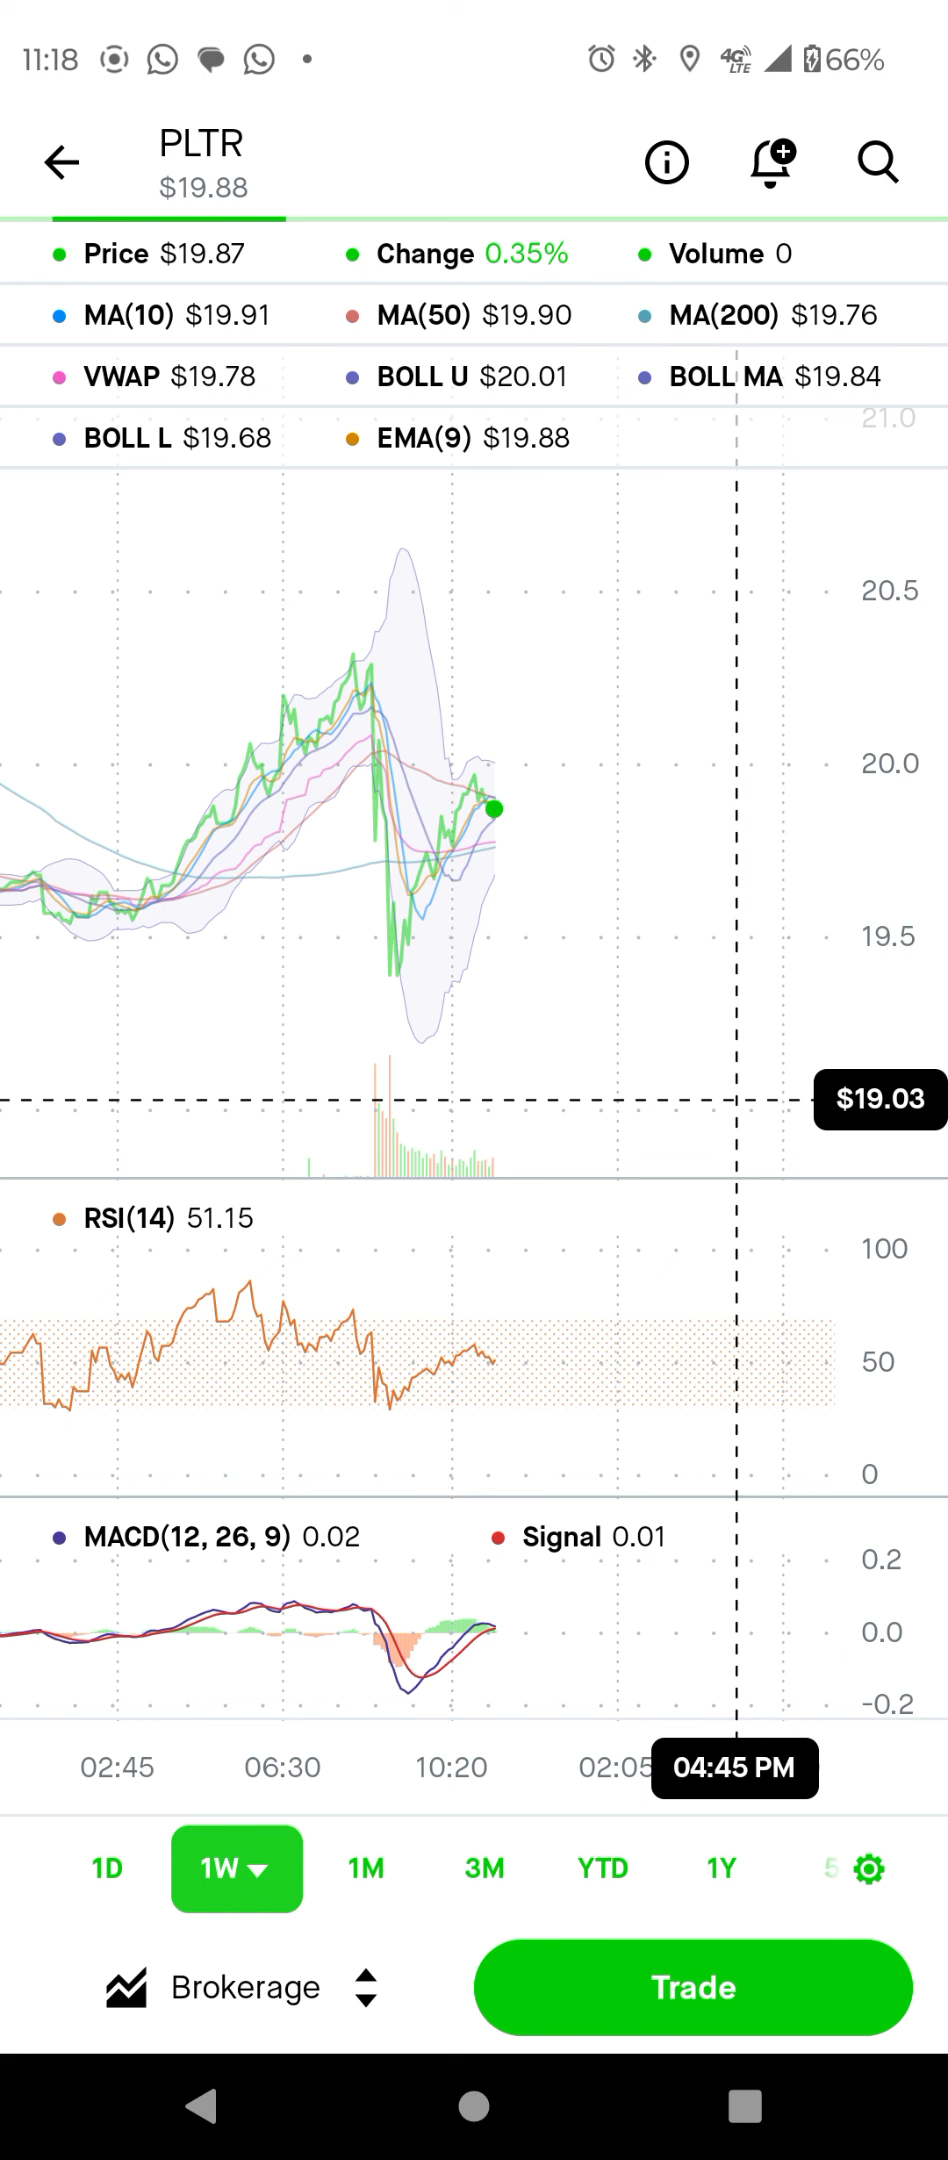 11:18 4G LTE 66%
PLTR
$19.88
Price $19.87 Change 0.35% Volume 0
MA(10) $19.91 MA(50) $19.90 MA(200) $19.76
VWAP $19.78 BOLL U $20.01 BOLL MA $19.84
21.0
BOLL L $19.68 EMA(9) $19.88
20.5
20.0
19.5
$19.03
RSI(14) 51.15
100
50
0
MACD(12, 26, 9) 0.02 Signal 0.01
0.2
0.0
-0.2
02:45 06:30 10:20 02:05 04:45 PM
1D 1W 1M 3M YTD 1Y 5
Brokerage Trade